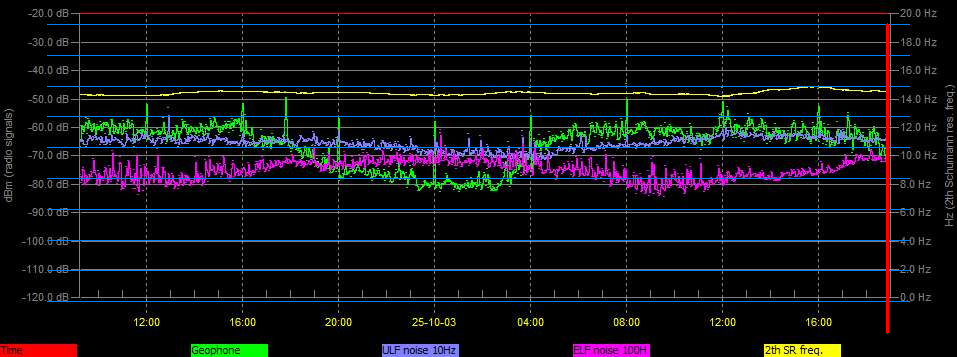 -20.0 dB 20.0 Hz
-30.0 dB 18.0 Hz
-40.0 dB 16.0 Hz
-50.0 dB 14.0 Hz
-60.0 dB 12.0 Hz
-70.0 dB 10.0 Hz
-80.0 dB 8.0 Hz
-90.0 dB 6.0 Hz
-100.0 dB 4.0 Hz
-110.0 dB 2.0 Hz
-120.0 dB 0.0 Hz
dBm (radio signals)
Hz (2th Schumann res. freq.)
12:00 16:00 20:00 25-10-03 04:00 08:00 12:00 16:00
Time Geophone ULF noise 10Hz ELF noise 100H 2th SR freq.